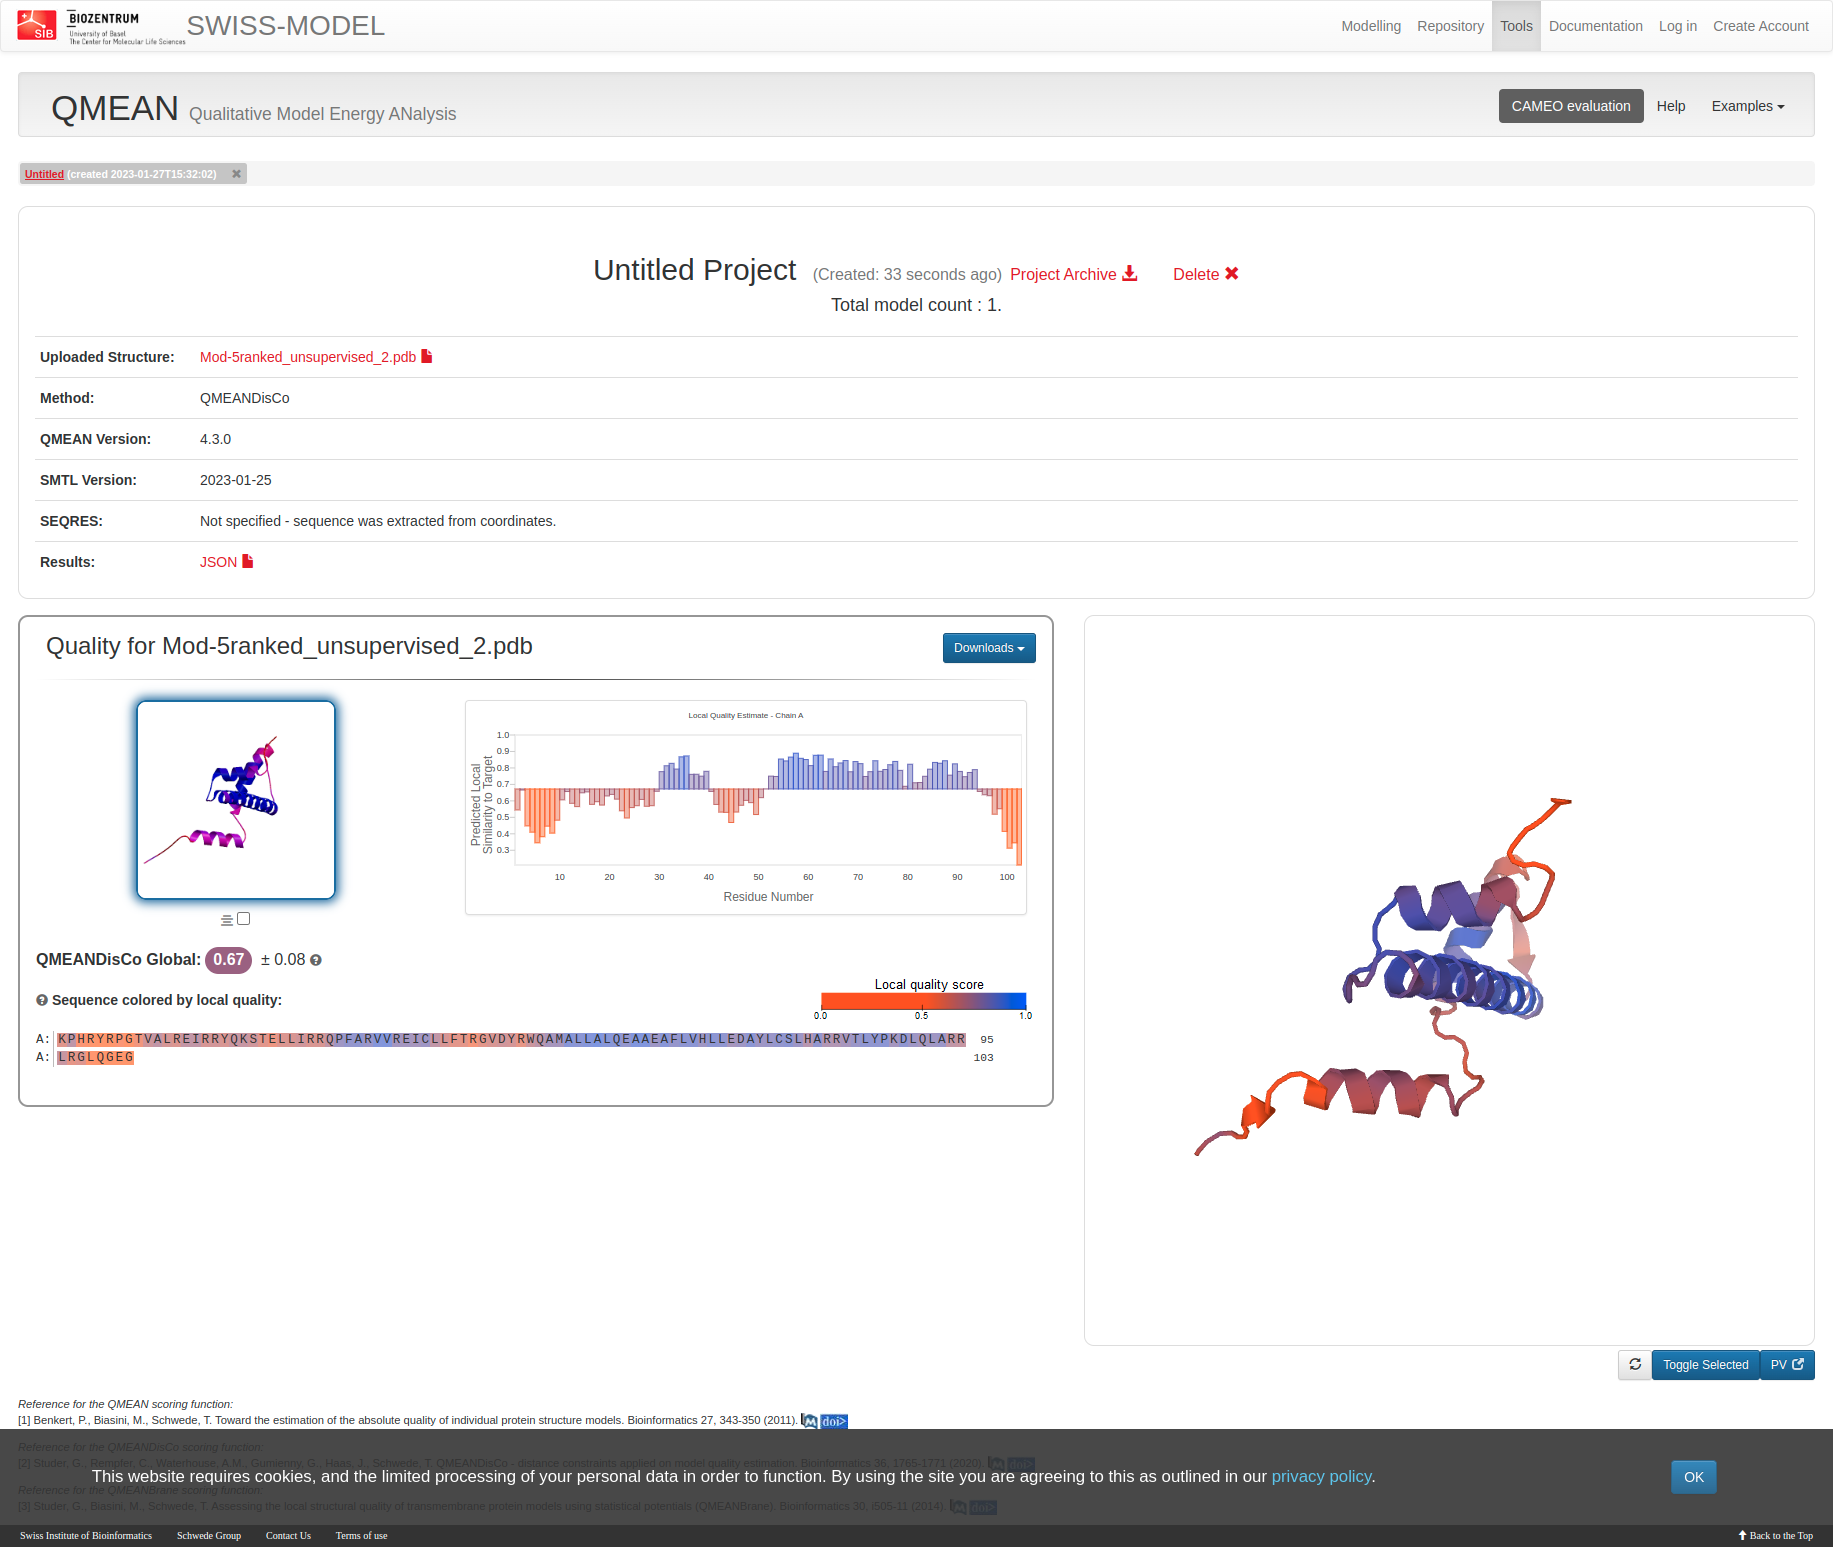 SIB
BIOZENTRUM
University of Basel
The Center for Molecular Life Sciences
SWISS-MODEL
Modelling Repository Tools Documentation Log in Create Account
QMEAN Qualitative Model Energy ANalysis
CAMEO evaluation Help Examples
Untitled (created 2023-01-27T15:32:02)
Untitled Project (Created: 33 seconds ago) Project Archive Delete
Total model count : 1.
Uploaded Structure: Mod-5ranked_unsupervised_2.pdb
Method: QMEANDisCo
QMEAN Version: 4.3.0
SMTL Version: 2023-01-25
SEQRES: Not specified - sequence was extracted from coordinates.
Results: JSON
Quality for Mod-5ranked_unsupervised_2.pdb
Downloads
Local Quality Estimate - Chain A
Predicted Local
Similarity to Target
1.0
0.9
0.8
0.7
0.6
0.5
0.4
0.3
10 20 30 40 50 60 70 80 90 100
Residue Number
QMEANDisCo Global: 0.67 ± 0.08
Sequence colored by local quality:
Local quality score
0.0 0.5 1.0
A: KPHRYRPGTVALREIRRYQKSTELLIRRQPFARVVREICLLFTRGVDYRWQAMALLALQEAAEAFLVHLLEDAYLCSLHARRVTLYPKDLQLARR 95
A: LRGLQGEG 103
Toggle Selected PV
Reference for the QMEAN scoring function:
[1] Benkert, P., Biasini, M., Schwede, T. Toward the estimation of the absolute quality of individual protein structure models. Bioinformatics 27, 343-350 (2011). doi>
Reference for the QMEANDisCo scoring function:
[2] Studer, G., Rempfer, C., Waterhouse, A.M., Gumienny, G., Haas, J., Schwede, T. QMEANDisCo - distance constraints applied on model quality estimation. Bioinformatics 36, 1765-1771 (2020). doi>
This website requires cookies, and the limited processing of your personal data in order to function. By using the site you are agreeing to this as outlined in our privacy policy.
OK
Reference for the QMEANBrane scoring function:
[3] Studer, G., Biasini, M., Schwede, T. Assessing the local structural quality of transmembrane protein models using statistical potentials (QMEANBrane). Bioinformatics 30, i505-11 (2014). doi>
Swiss Institute of Bioinformatics Schwede Group Contact Us Terms of use
Back to the Top